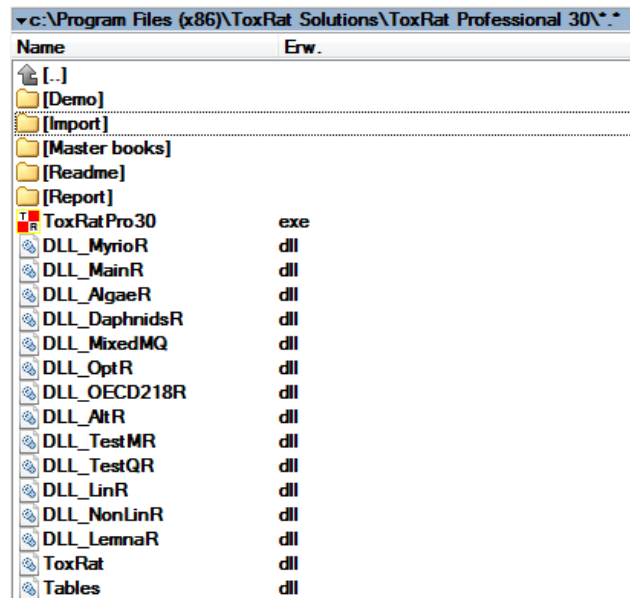 c:\Program Files (x86)\ToxRat Solutions\ToxRat Professional 30\*.*
Name Erw.
[..]
[Demo]
[Import]
[Master books]
[Readme]
[Report]
T R ToxRatPro30 exe
DLL_MyrioR dll
DLL_MainR dll
DLL_AlgaeR dll
DLL_DaphnidsR dll
DLL_MixedMQ dll
DLL_OptR dll
DLL_OECD218R dll
DLL_AltR dll
DLL_TestMR dll
DLL_TestQR dll
DLL_LinR dll
DLL_NonLinR dll
DLL_LemnaR dll
ToxRat dll
Tables dll